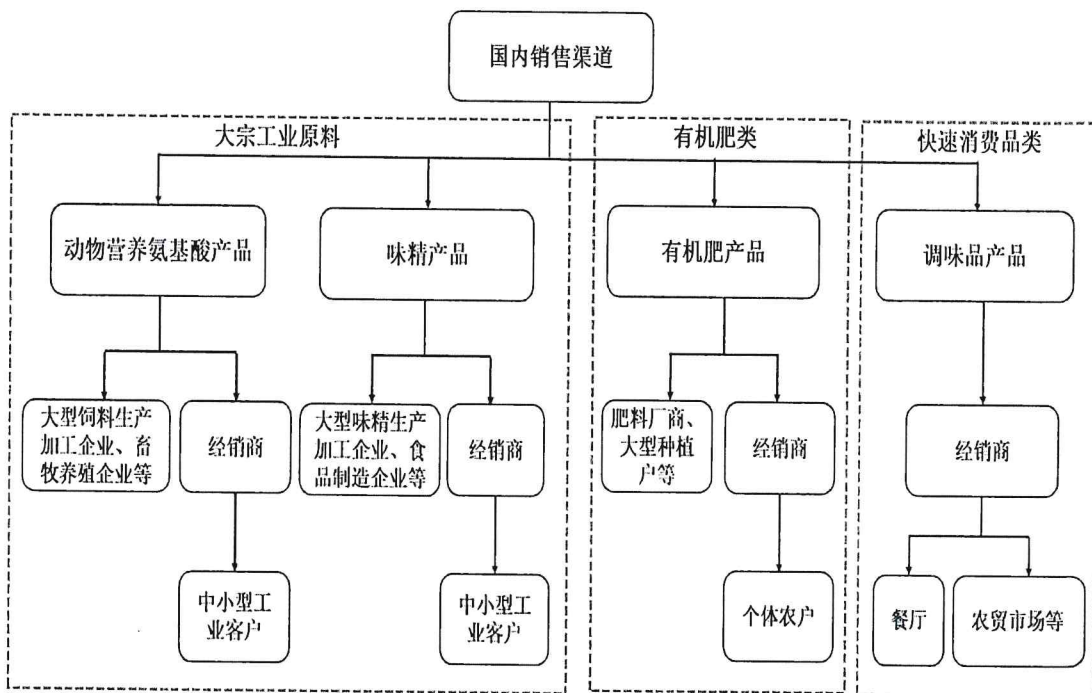 国内销售渠道
大宗工业原料
有机肥类
快速消费品类
动物营养氨基酸产品
味精产品
有机肥产品
调味品产品
大型饲料生产
加工企业、畜
牧养殖企业等
经销商
大型味精生产
加工企业、食
品制造企业等
经销商
肥料厂商、
大型种植
户等
经销商
经销商
中小型工
业客户
中小型工
业客户
个体农户
餐厅
农贸市场等